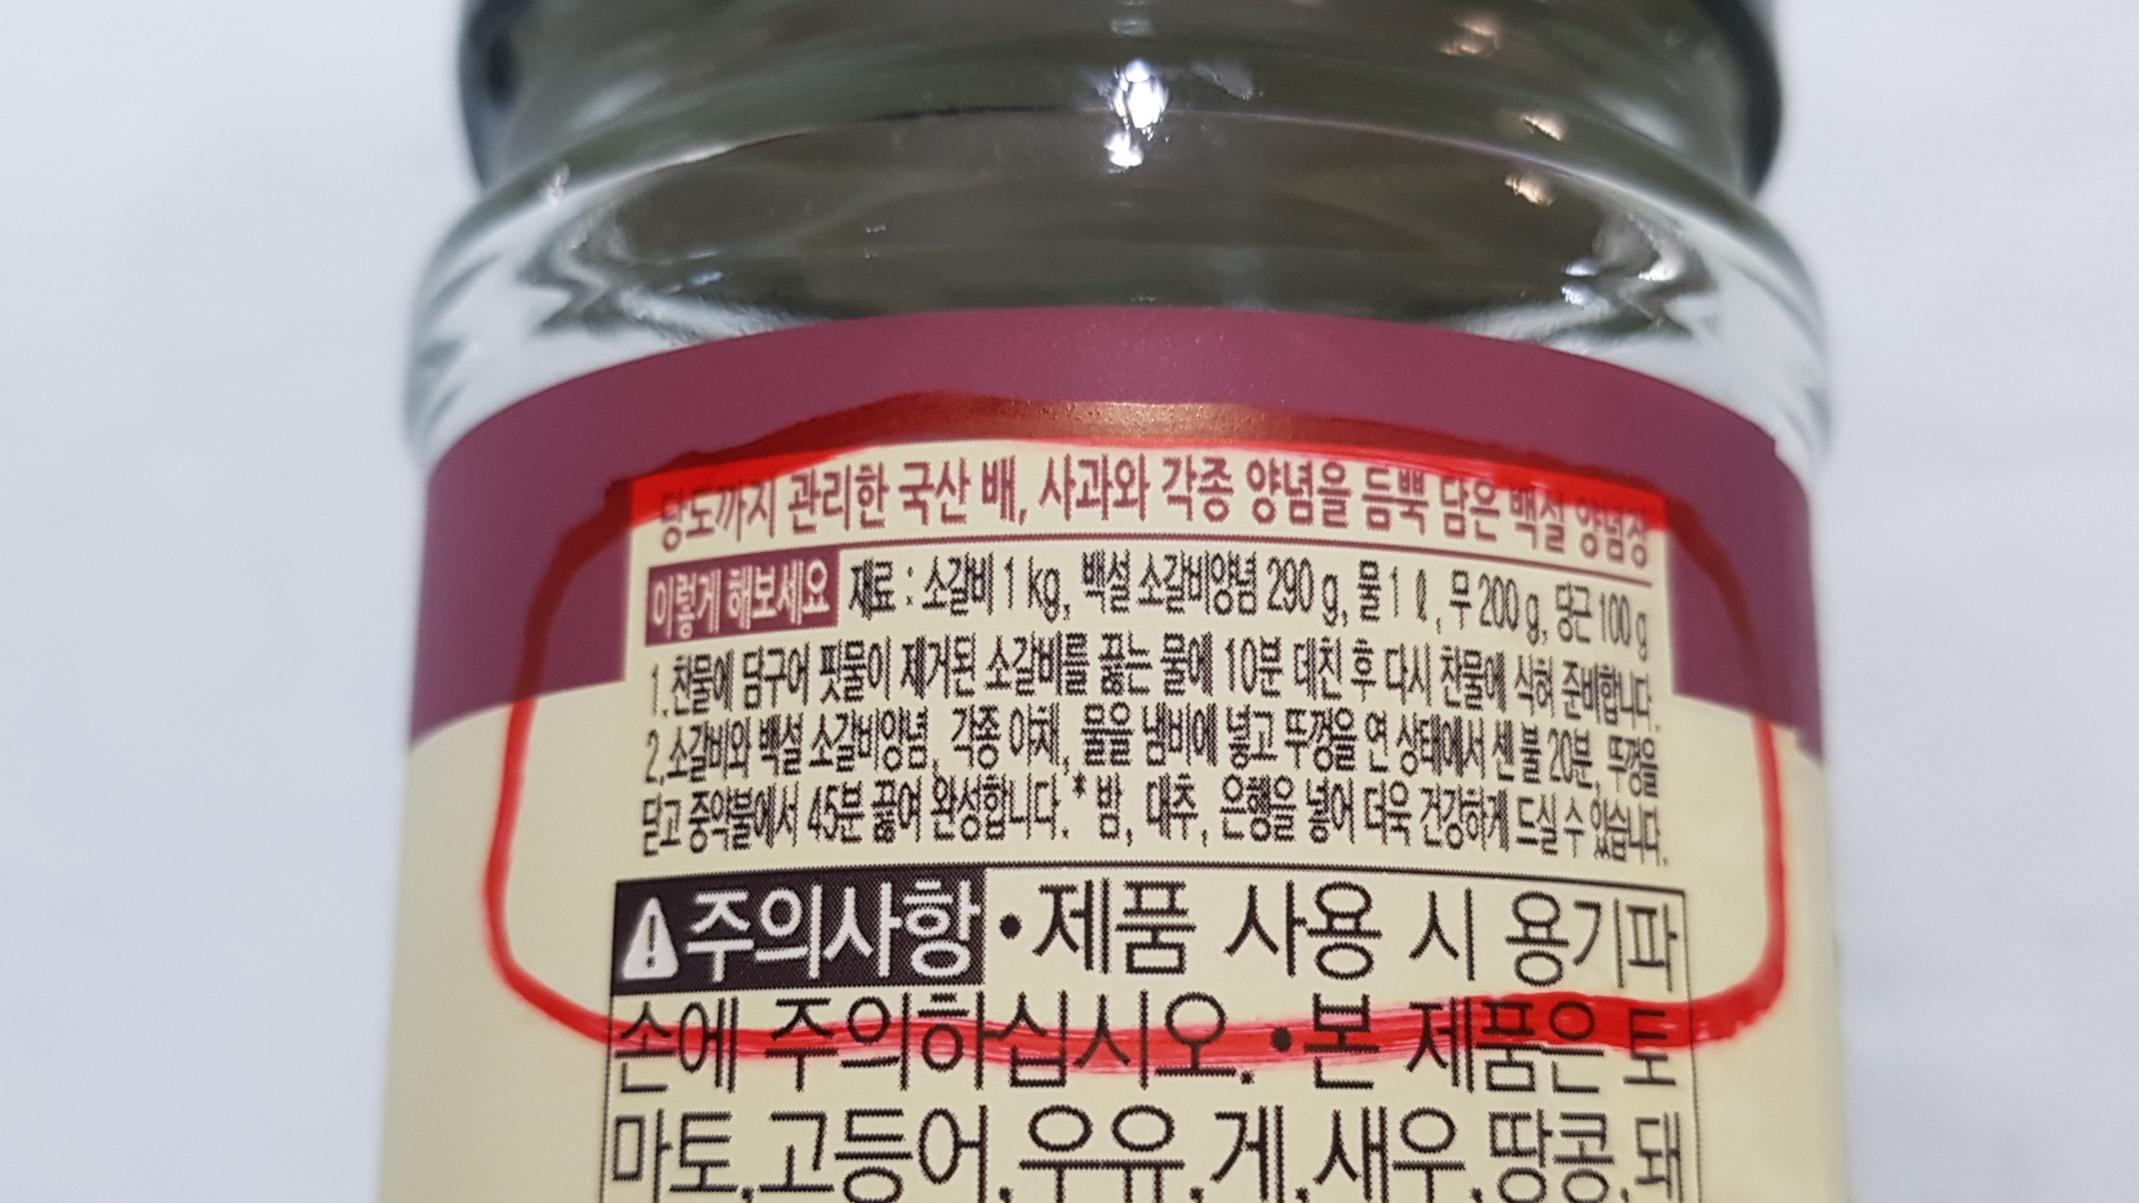 당도까지 관리한 국산 배, 사과와 각종 양념을 듬뿍 담은 백설 양념장
이렇게 해보세요 재료 : 소갈비 1 kg, 백설 소갈비양념 290 g, 물 1 ℓ, 무 200 g, 당근 100 g
1. 찬물에 담구어 핏물이 제거된 소갈비를 끓는 물에 10분 데친 후 다시 찬물에 식혀 준비합니다.
2. 소갈비와 백설 소갈비양념, 각종 야채, 물을 냄비에 넣고 뚜껑을 연 상태에서 센 불 20분, 뚜껑을
닫고 중약불에서 45분 끓여 완성합니다. * 밤, 대추, 은행을 넣어 더욱 건강하게 드실 수 있습니다.
주의사항 •제품 사용 시 용기파
손에 주의하십시오. •본 제품은 토
마토,고등어,우유,게,새우,땅콩,돼